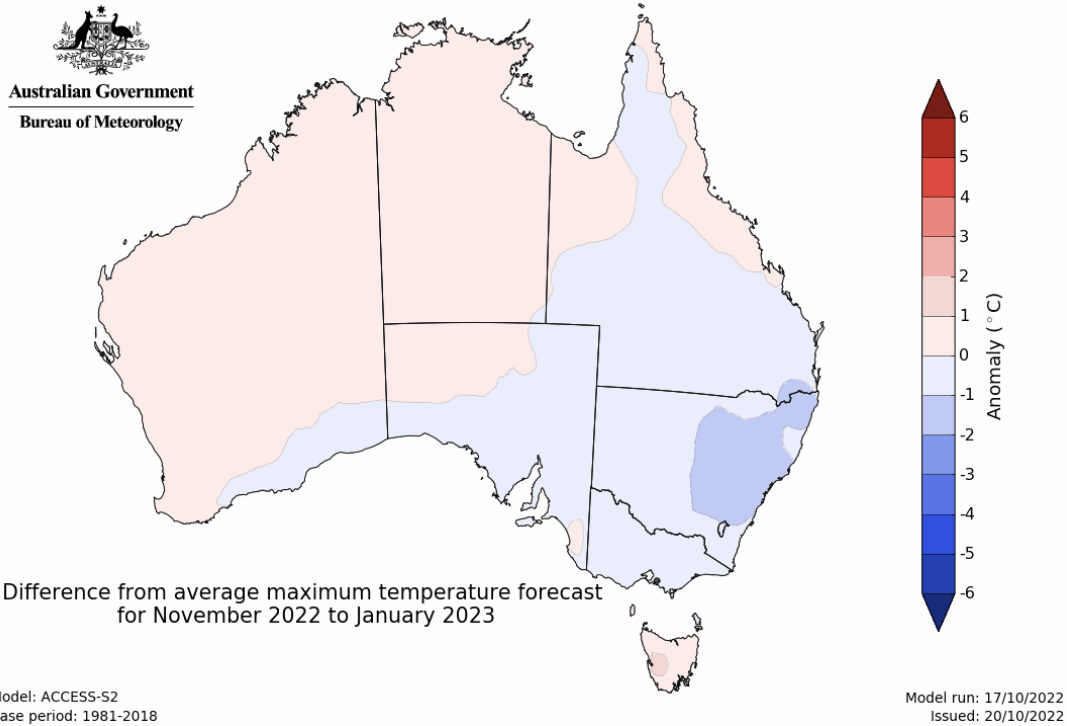 Australian Government
Bureau of Meteorology
6
5
4
3
2
1
0
-1
-2
-3
-4
-5
-6
Anomaly (°C)
Difference from average maximum temperature forecast
for November 2022 to January 2023
odel: ACCESS-S2
ase period: 1981-2018
Model run: 17/10/2022
Issued: 20/10/2022